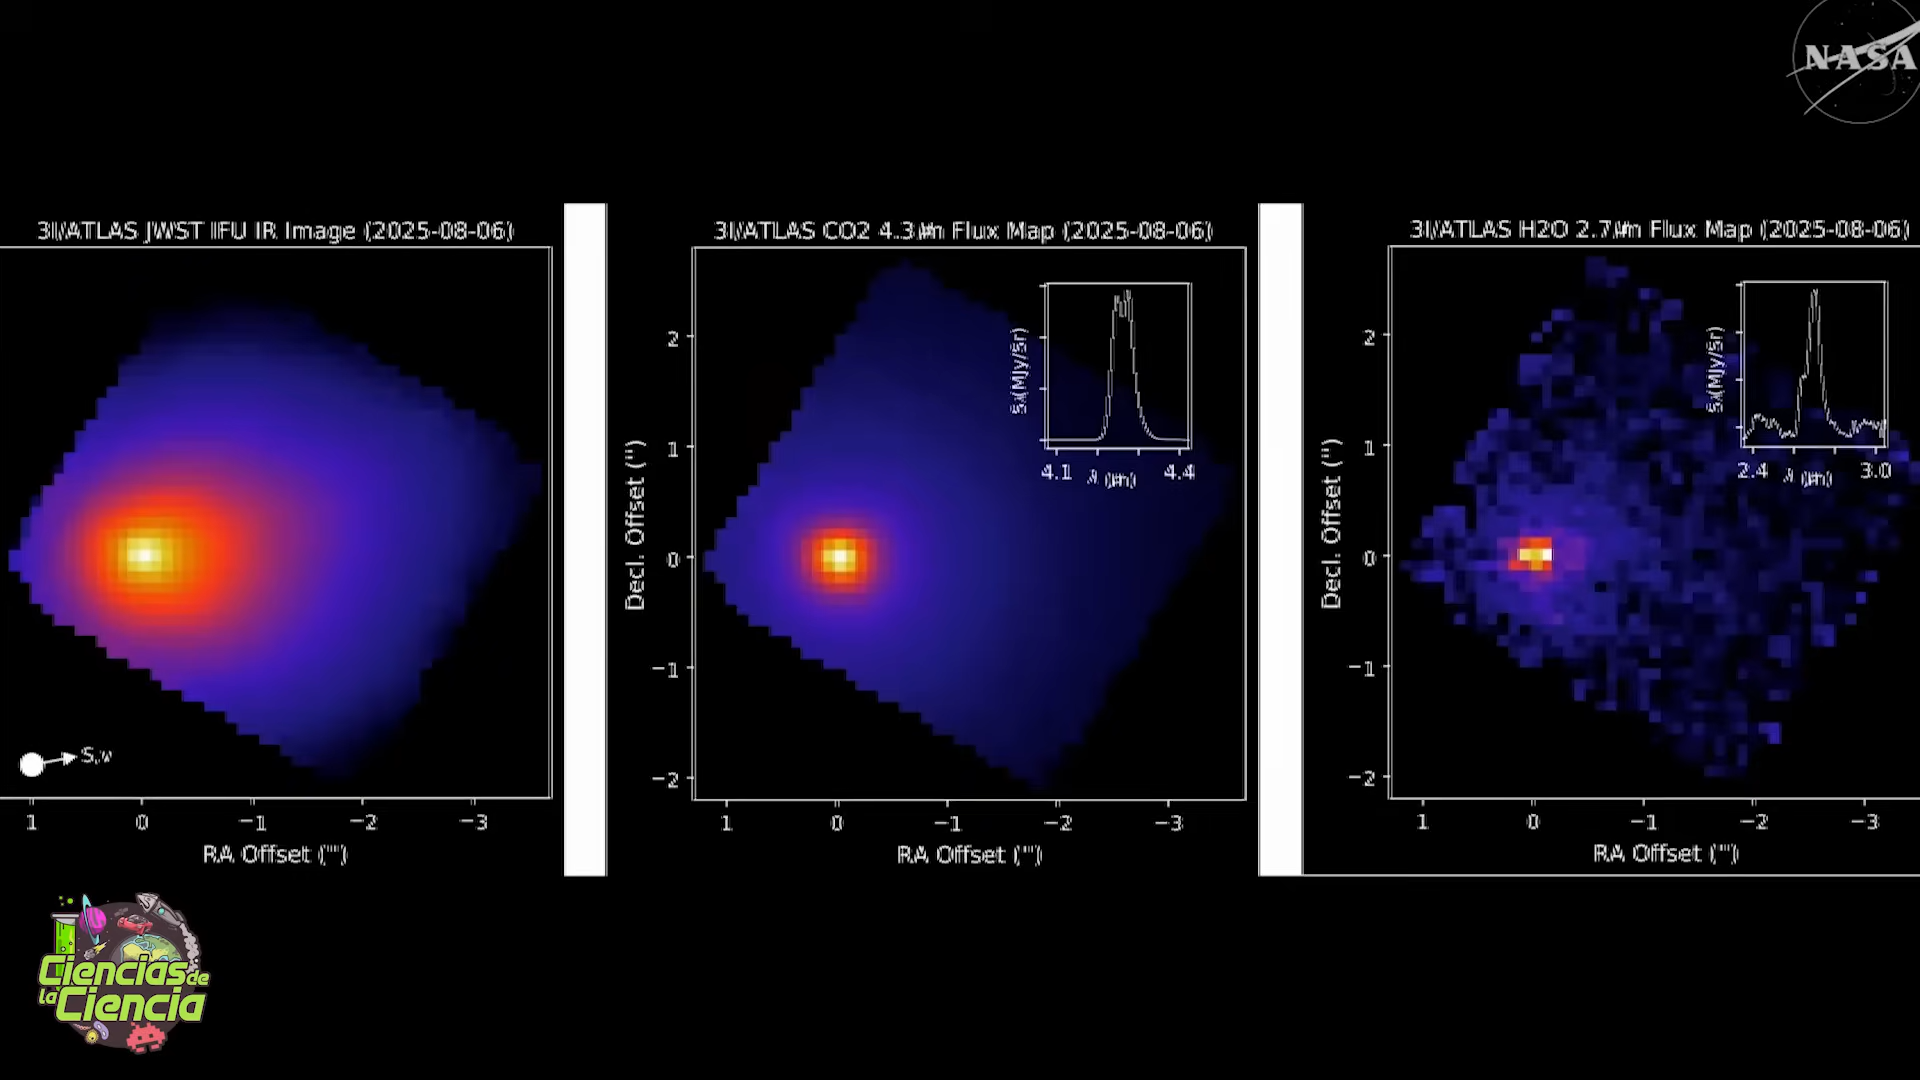 NASA
3I/ATLAS JWST IFU IR Image (2025-08-06)
S,v
1 0 −1 −2 −3
RA Offset (")
3I/ATLAS CO2 4.3 Flux Map (2025-08-06)
Decl. Offset (")
2
1
0
−1
−2
(MJy/Sr)
4.1 λ 4.4
1 0 −1 −2 −3
RA Offset (")
3I/ATLAS H2O 2.7 Flux Map (2025-08-06)
Decl. Offset (")
2
1
0
−1
−2
(MJy/Sr)
2.4 λ 3.0
1 0 −1 −2 −3
RA Offset (")
Ciencias de
la Ciencia